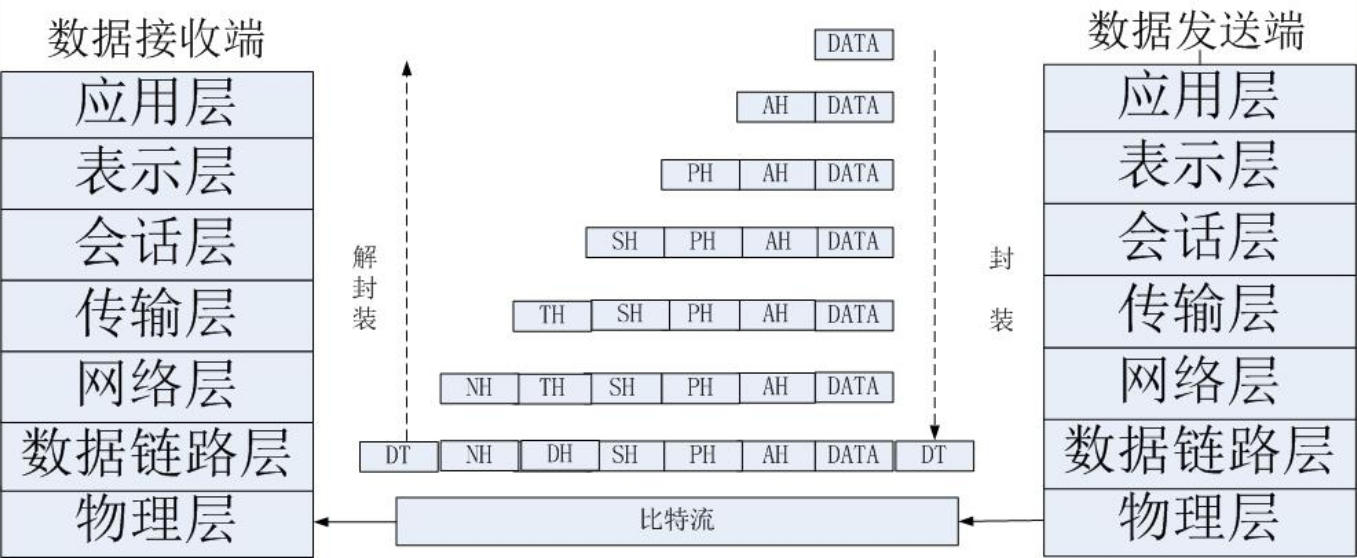 数据接收端
应用层
表示层
会话层
传输层
网络层
数据链路层
物理层
解封装
DATA
AH DATA
PH AH DATA
SH PH AH DATA
TH SH PH AH DATA
NH TH SH PH AH DATA
DT NH DH SH PH AH DATA DT
比特流
封装
数据发送端
应用层
表示层
会话层
传输层
网络层
数据链路层
物理层